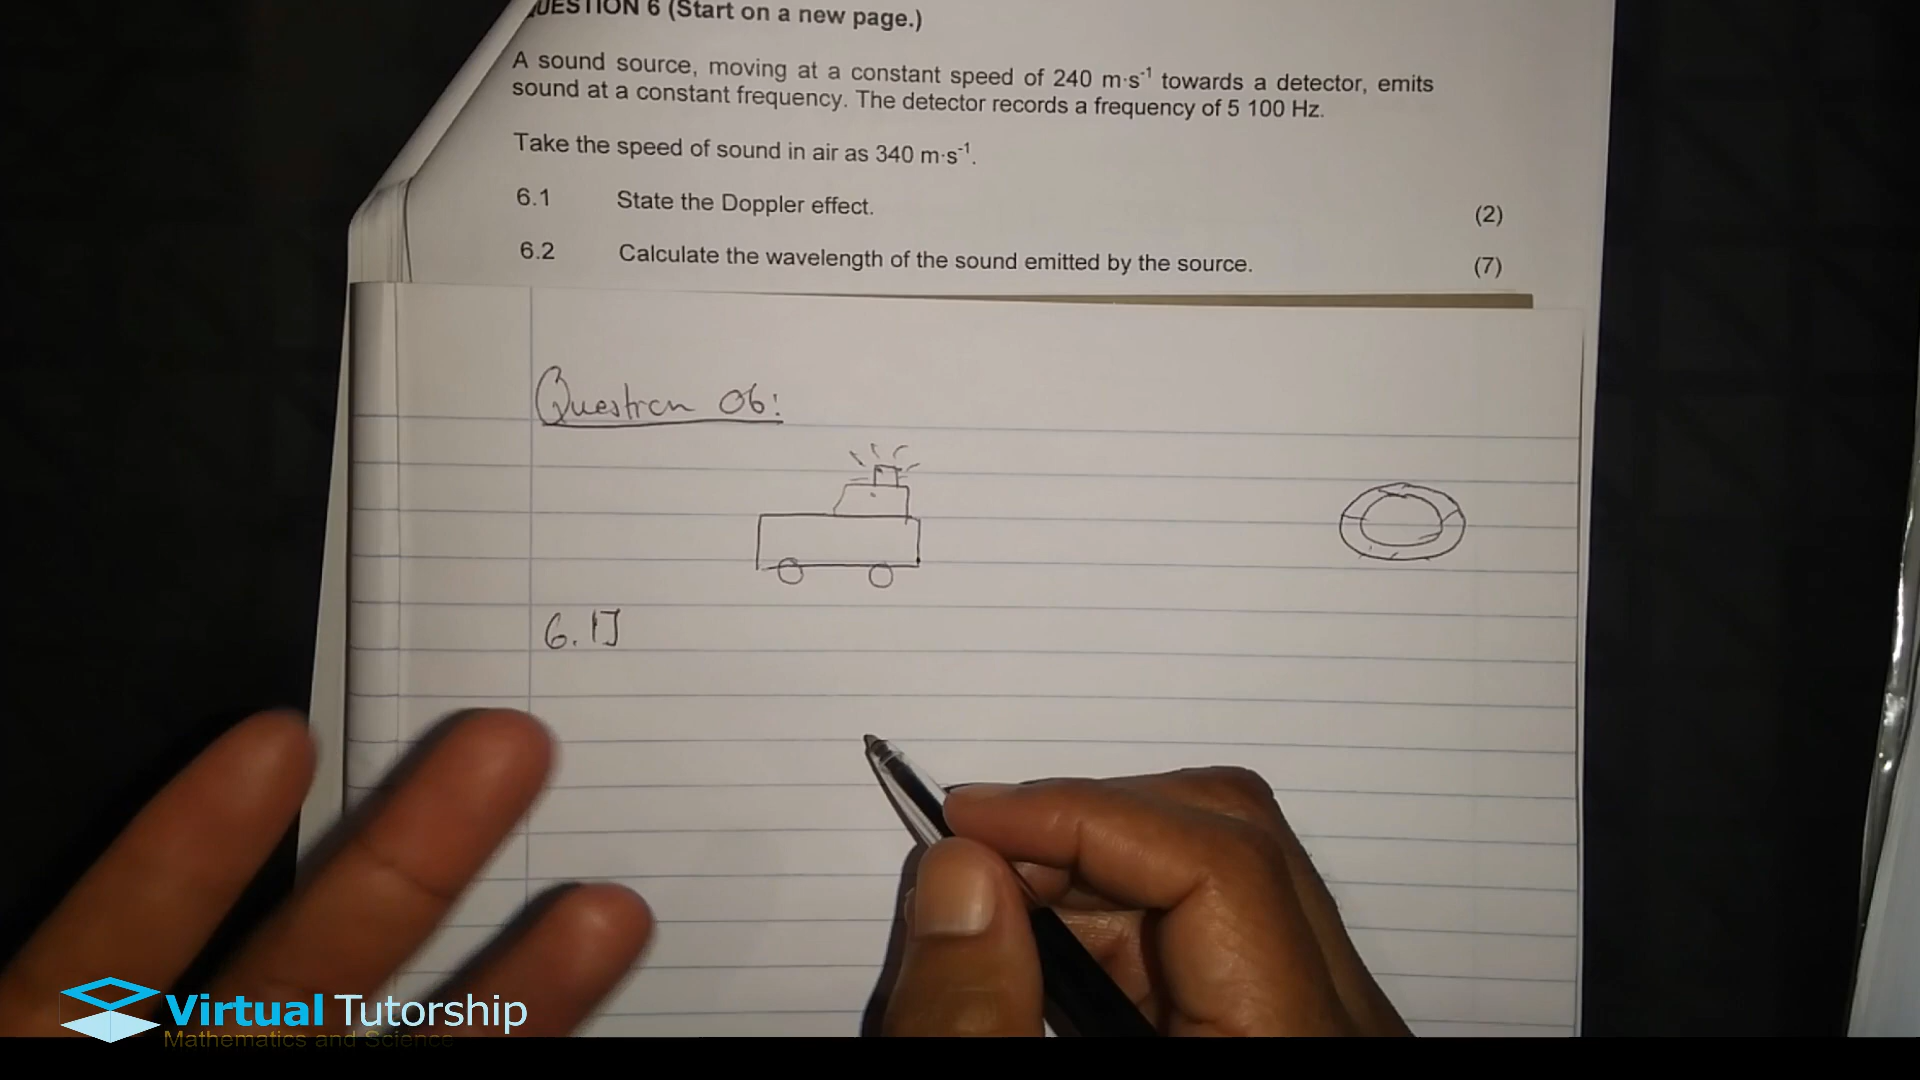 QUESTION 6 (Start on a new page.)
A sound source, moving at a constant speed of 240 m·s⁻¹ towards a detector, emits
sound at a constant frequency. The detector records a frequency of 5 100 Hz.
Take the speed of sound in air as 340 m·s⁻¹.
6.1 State the Doppler effect. (2)
6.2 Calculate the wavelength of the sound emitted by the source. (7)
Question 06:
6.1]
Virtual Tutorship
Mathematics and Science